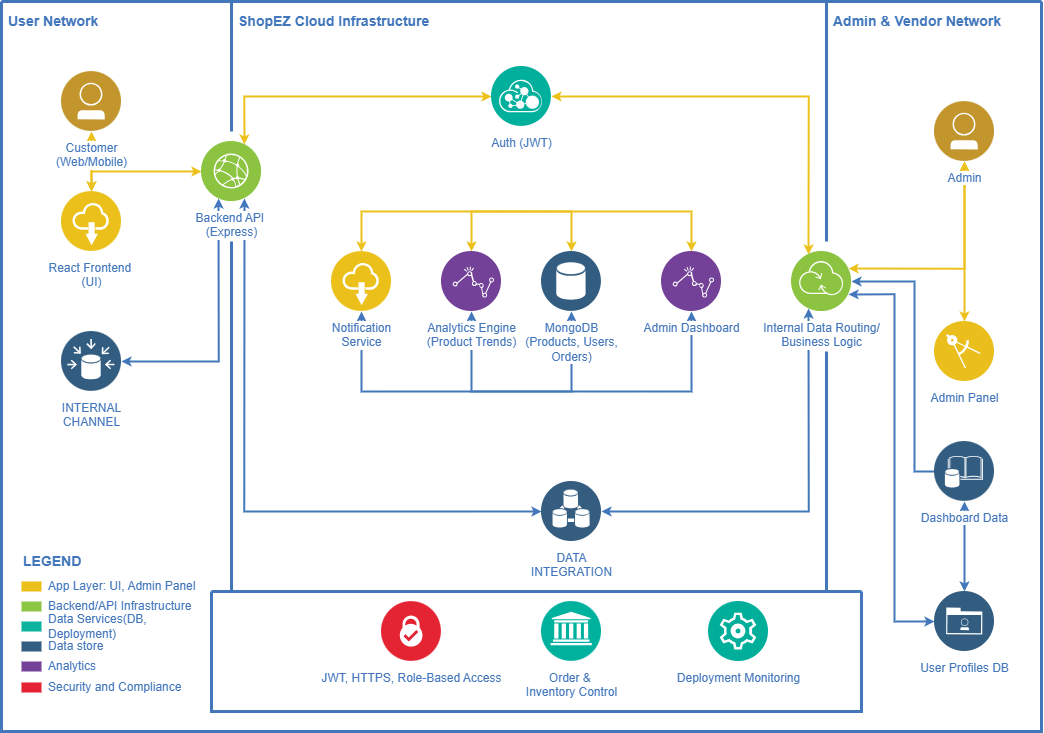 User Network
ShopEZ Cloud Infrastructure
Admin & Vendor Network
Customer
(Web/Mobile)
Auth (JWT)
Admin
Backend API
(Express)
React Frontend
(UI)
Notification
Service
Analytics Engine
(Product Trends)
MongoDB
(Products, Users,
Orders)
Admin Dashboard
Internal Data Routing/
Business Logic
Admin Panel
INTERNAL
CHANNEL
Dashboard Data
DATA
INTEGRATION
LEGEND
App Layer: UI, Admin Panel
Backend/API Infrastructure
Data Services(DB,
Deployment)
Data store
Analytics
Security and Compliance
JWT, HTTPS, Role-Based Access
Order &
Inventory Control
Deployment Monitoring
User Profiles DB